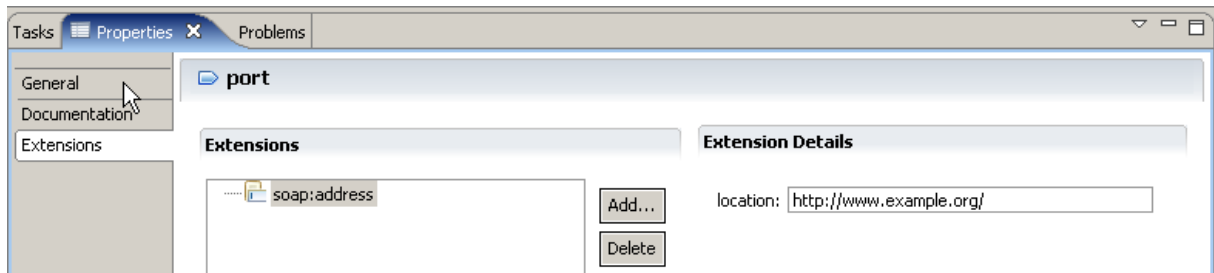 Tasks
Properties
Problems
General
Documentation
Extensions
port
Extensions
soap:address
Add...
Delete
Extension Details
location: http://www.example.org/